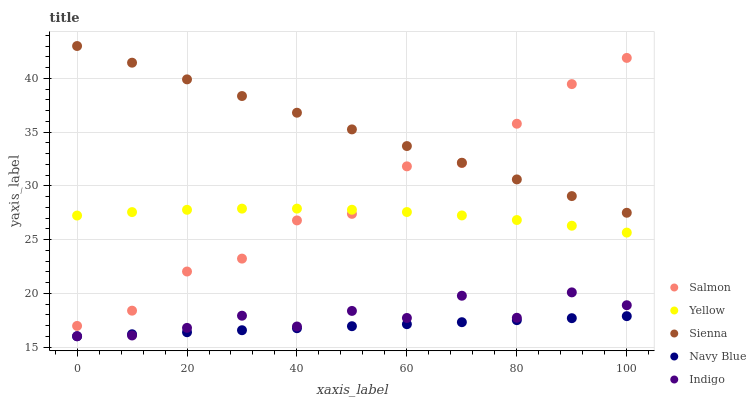 title
yaxis_label
40
35
30
25
20
15
0
20
40
60
80
100
xaxis_label
Salmon
Yellow
Sienna
Navy Blue
Indigo